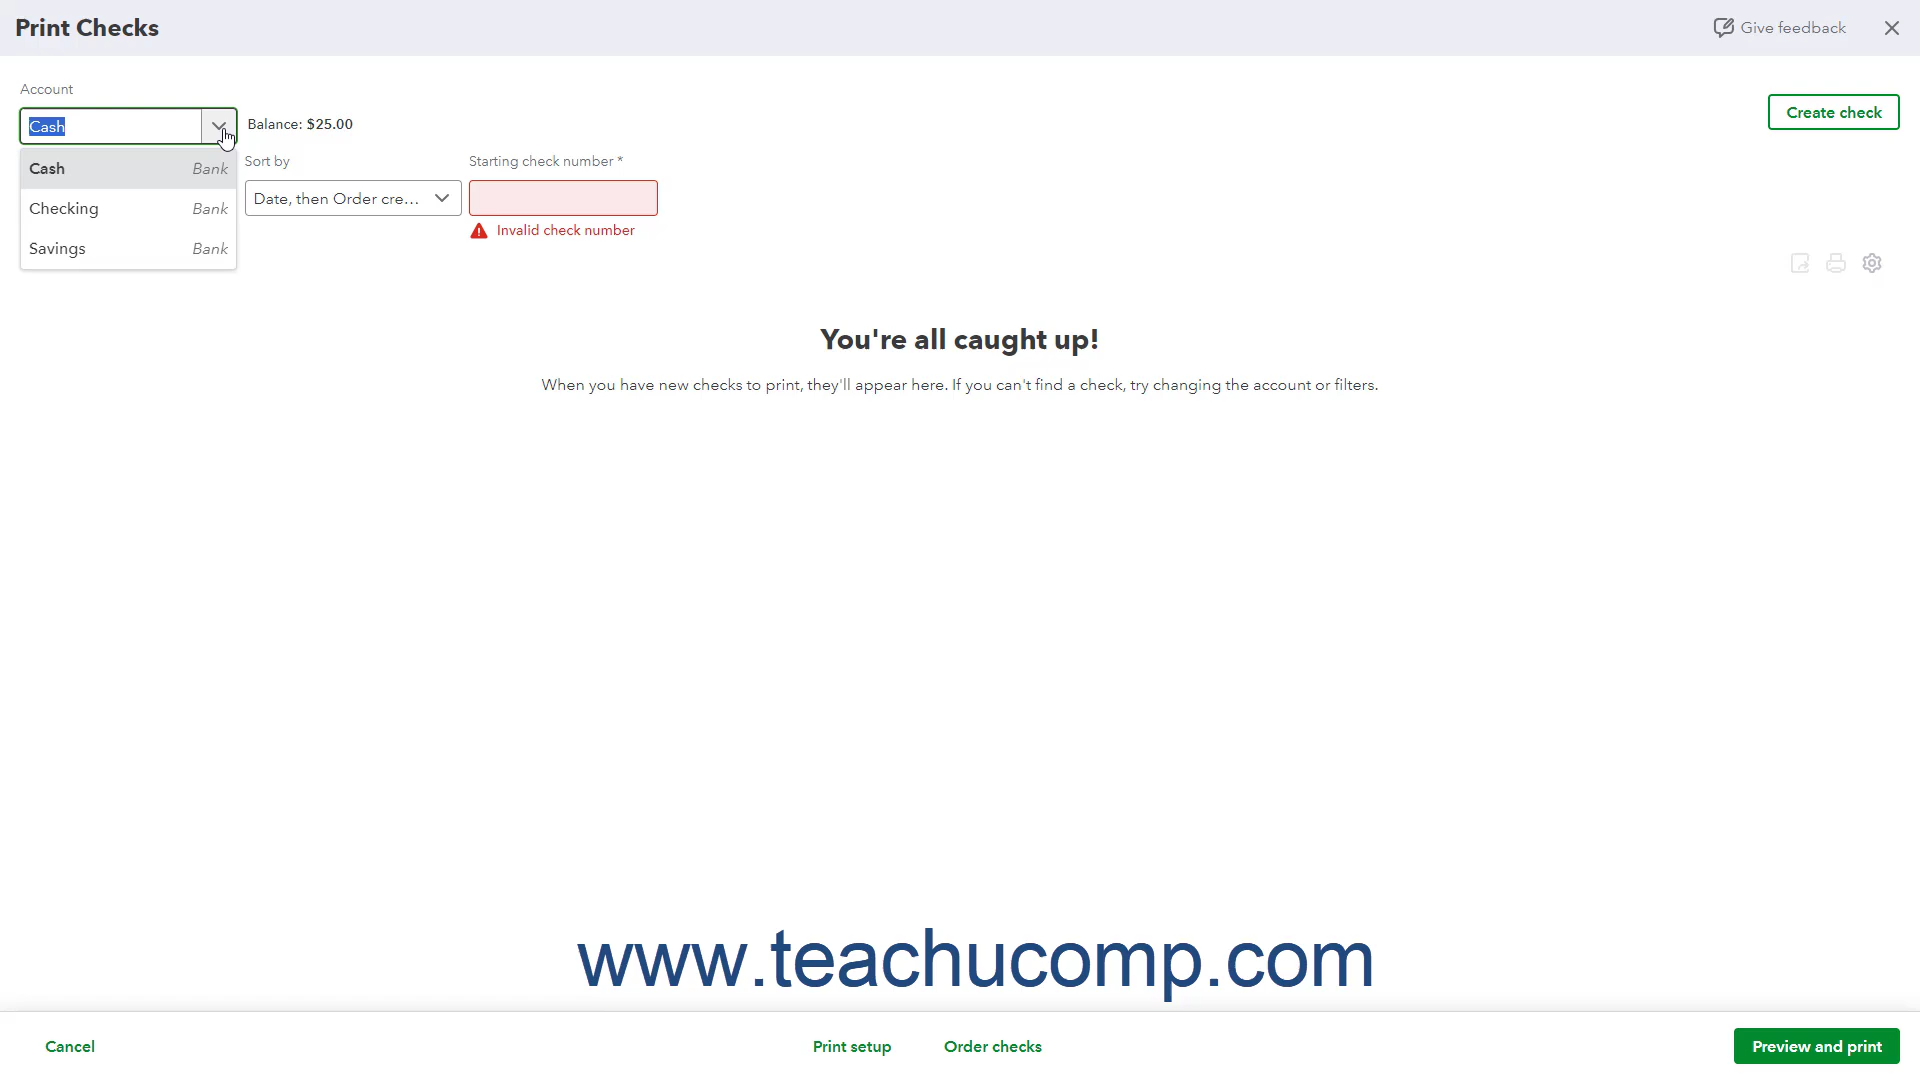 Print Checks
Give feedback
Account
Cash
Balance: $25.00
Create check
Cash Bank
Checking Bank
Savings Bank
Sort by
Date, then Order cre...
Starting check number *
Invalid check number
You're all caught up!
When you have new checks to print, they'll appear here. If you can't find a check, try changing the account or filters.
www.teachucomp.com
Cancel
Print setup
Order checks
Preview and print